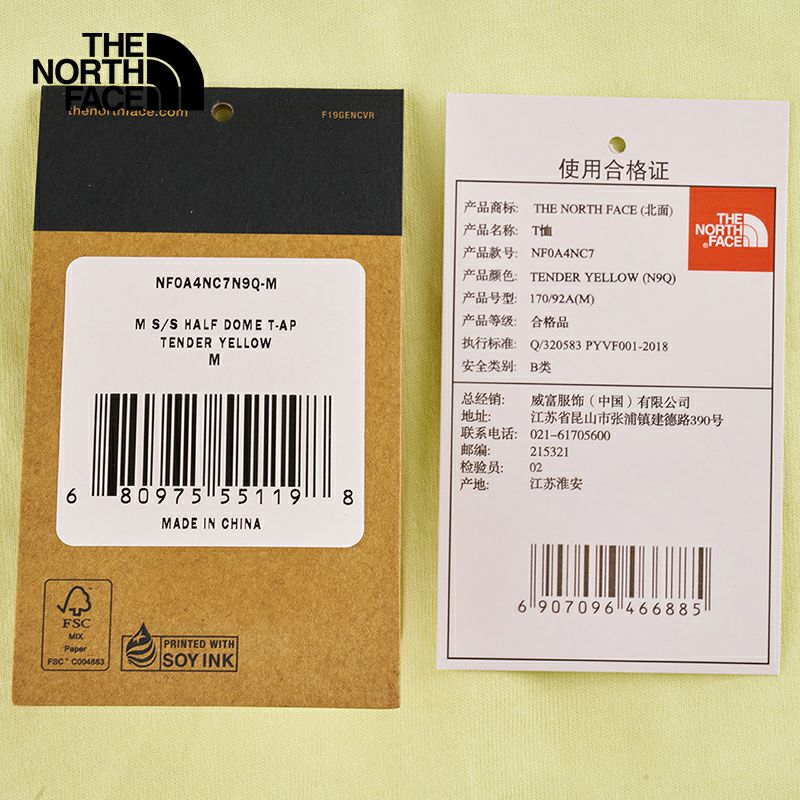 THE
NORTH
FACE
thenorthface.com
F19GENCVR
NF0A4NC7N9Q-M
M S/S HALF DOME T-AP
TENDER YELLOW
M
6 80975 55119 8
MADE IN CHINA
FSC
MIX
Paper
FSC™ C004883
PRINTED WITH
SOY INK
使用合格证
产品商标: THE NORTH FACE (北面)
产品名称: T恤
产品款号: NF0A4NC7
产品颜色: TENDER YELLOW (N9Q)
产品号型: 170/92A(M)
产品等级: 合格品
执行标准: Q/320583 PYVF001-2018
安全类别: B类
THE
NORTH
FACE
总经销: 威富服饰（中国）有限公司
地址: 江苏省昆山市张浦镇建德路390号
联系电话: 021-61705600
邮编: 215321
检验员: 02
产地: 江苏淮安
6 907096 466885